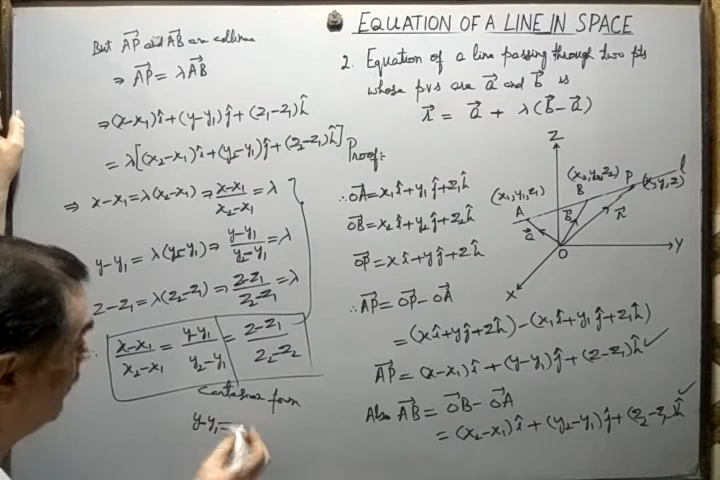 EQUATION OF A LINE IN SPACE
2. Equation of a line passing through two pts
whose pvs are a⃗ and b⃗ is
r⃗ = a⃗ + λ(b⃗-a⃗)
Proof:
∴ OA⃗ = x₁î+y₁ĵ+z₁k̂
OB⃗ = x₂î+y₂ĵ+z₂k̂
OP⃗ = xî+yĵ+zk̂
∴ AP⃗ = OP⃗ - OA⃗
= (xî+yĵ+zk̂)-(x₁î+y₁ĵ+z₁k̂)
AP⃗ = (x-x₁)î+(y-y₁)ĵ+(z-z₁)k̂ ✓
Also AB⃗ = OB⃗ - OA⃗
= (x₂-x₁)î+(y₂-y₁)ĵ+(z₂-z₁)k̂ ✓
Z
(x₁,y₁,z₁)
A
(x₂,y₂,z₂)
B
P
(x,y,z)
l
a⃗
b⃗
r⃗
O
Y
X
But AP⃗ and AB⃗ are collinear
⇒ AP⃗ = λAB⃗
⇒(x-x₁)î+(y-y₁)ĵ+(z₁-z₁)k̂
= λ[(x₂-x₁)î+(y₂-y₁)ĵ+(z₂-z₁)k̂]
⇒ x-x₁=λ(x₂-x₁) ⇒ (x-x₁)/(x₂-x₁) = λ
y-y₁ = λ(y₂-y₁) ⇒ (y-y₁)/(y₂-y₁) = λ
z-z₁=λ(z₂-z₁) ⇒ (z-z₁)/(z₂-z₁) = λ
∴ (x-x₁)/(x₂-x₁) = (y-y₁)/(y₂-y₁) = (z-z₁)/(z₂-z₂)
Cartesian form
y-y₁=